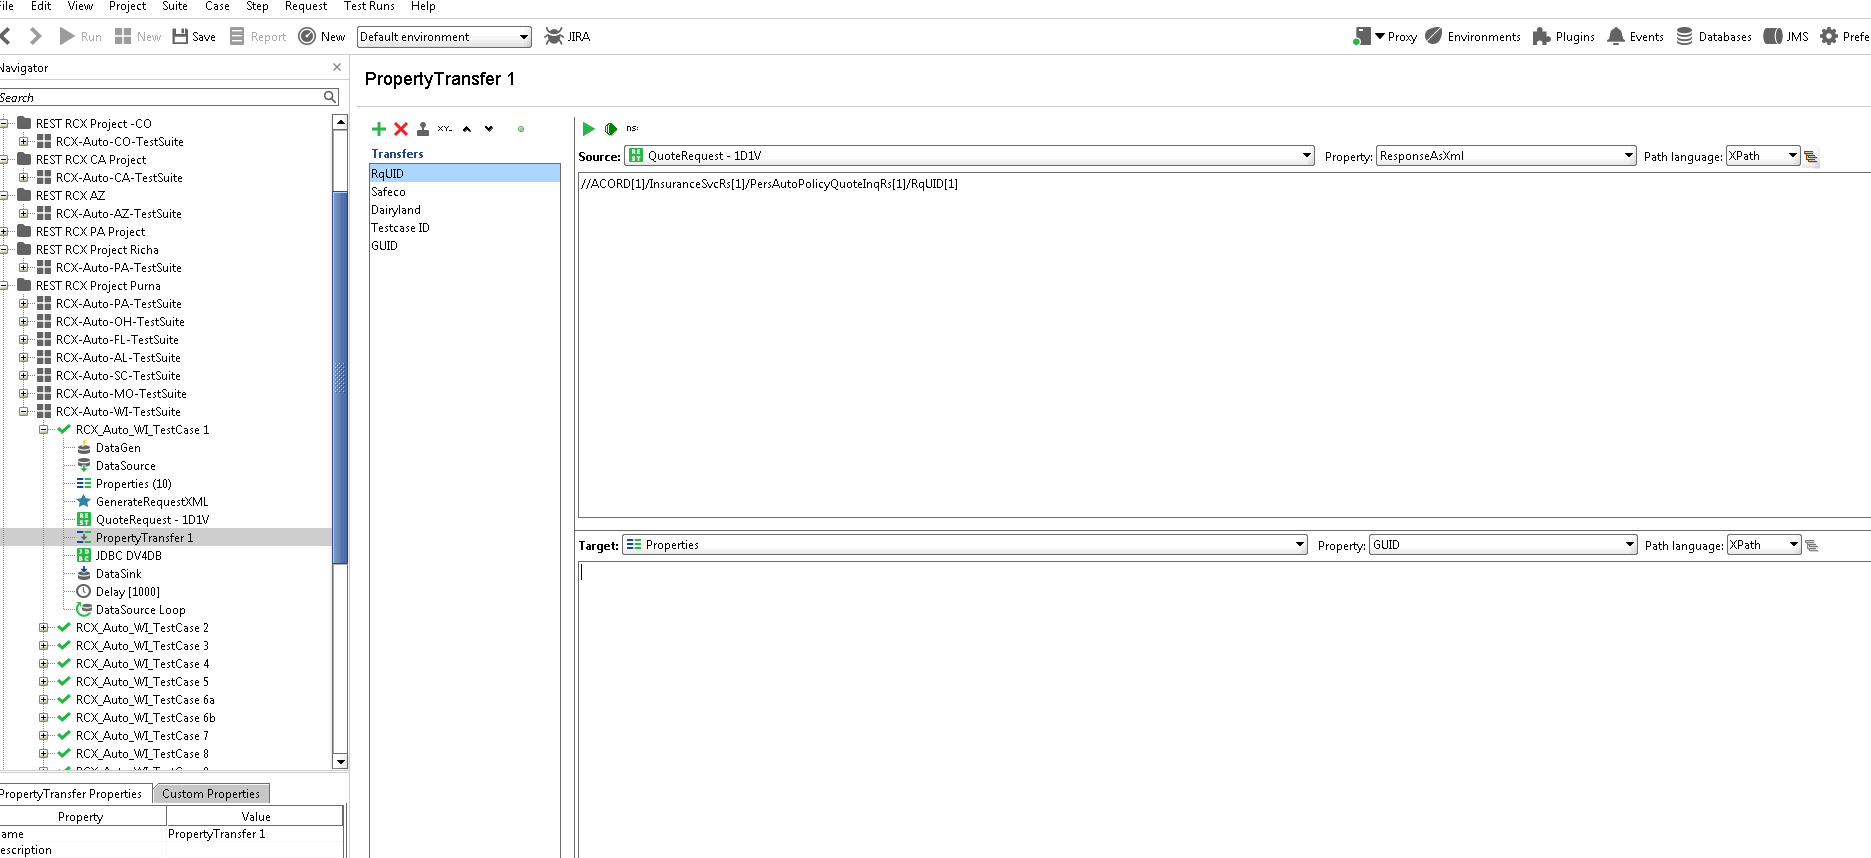 ile Edit View Project Suite Case Step Request Test Runs Help
Run New Save Report New Default environment JIRA Proxy Environments Plugins Events Databases JMS Prefe
Navigator
PropertyTransfer 1
Search
REST RCX Project -CO
RCX-Auto-CO-TestSuite
REST RCX CA Project
RCX-Auto-CA-TestSuite
REST RCX AZ
RCX-Auto-AZ-TestSuite
REST RCX PA Project
REST RCX Project Richa
RCX-Auto-PA-TestSuite
REST RCX Project Purna
RCX-Auto-PA-TestSuite
RCX-Auto-OH-TestSuite
RCX-Auto-FL-TestSuite
RCX-Auto-AL-TestSuite
RCX-Auto-SC-TestSuite
RCX-Auto-MO-TestSuite
RCX-Auto-WI-TestSuite
RCX_Auto_WI_TestCase 1
DataGen
DataSource
Properties (10)
GenerateRequestXML
QuoteRequest - 1D1V
PropertyTransfer 1
JDBC DV4DB
DataSink
Delay [1000]
DataSource Loop
RCX_Auto_WI_TestCase 2
RCX_Auto_WI_TestCase 3
RCX_Auto_WI_TestCase 4
RCX_Auto_WI_TestCase 5
RCX_Auto_WI_TestCase 6a
RCX_Auto_WI_TestCase 6b
RCX_Auto_WI_TestCase 7
RCX_Auto_WI_TestCase 8
PropertyTransfer Properties Custom Properties
Property Value
ame PropertyTransfer 1
escription
XY- ns:
Transfers
RqUID
Safeco
Dairyland
Testcase ID
GUID
Source: QuoteRequest - 1D1V Property: ResponseAsXml Path language: XPath
//ACORD[1]/InsuranceSvcRs[1]/PersAutoPolicyQuoteInqRs[1]/RqUID[1]
Target: Properties Property: GUID Path language: XPath